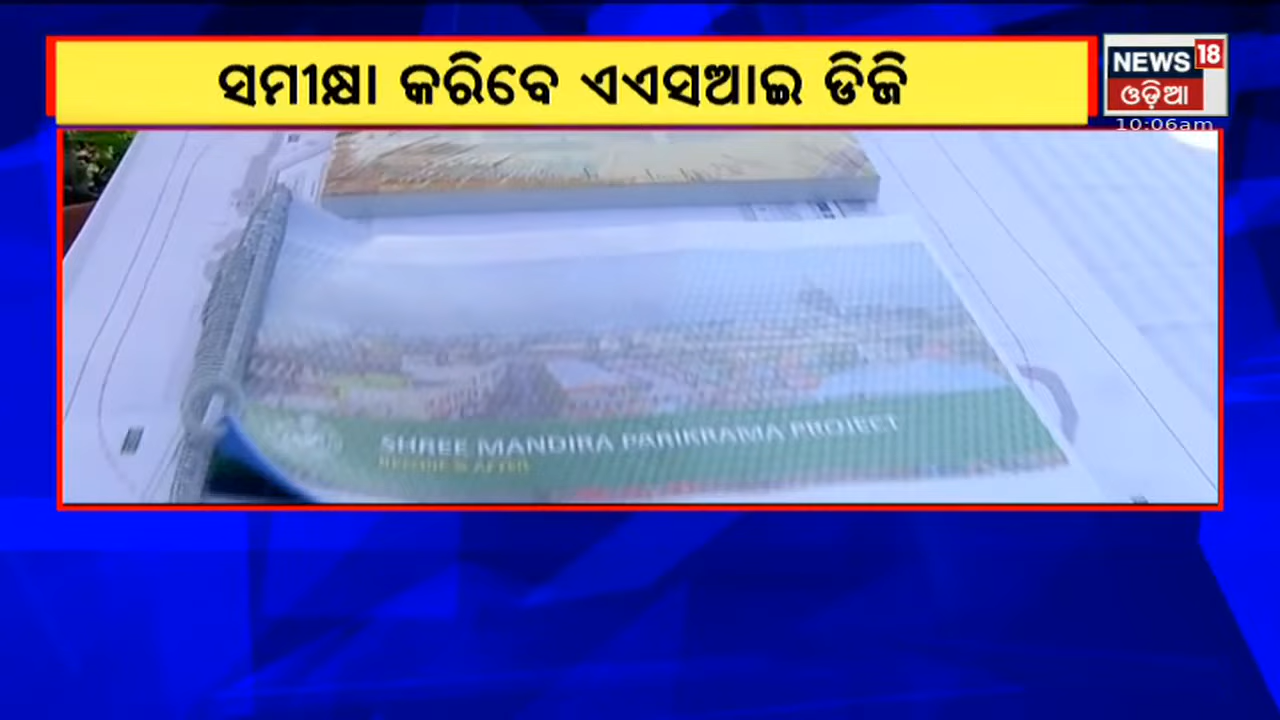 ସମୀକ୍ଷା କରିବେ ଏଏସଆଇ ଡିଜି
NEWS 18
ଓଡ଼ିଆ
10:06am
SHREE MANDIRA PARIKRAMA PROJECT
BEFORE & AFTER